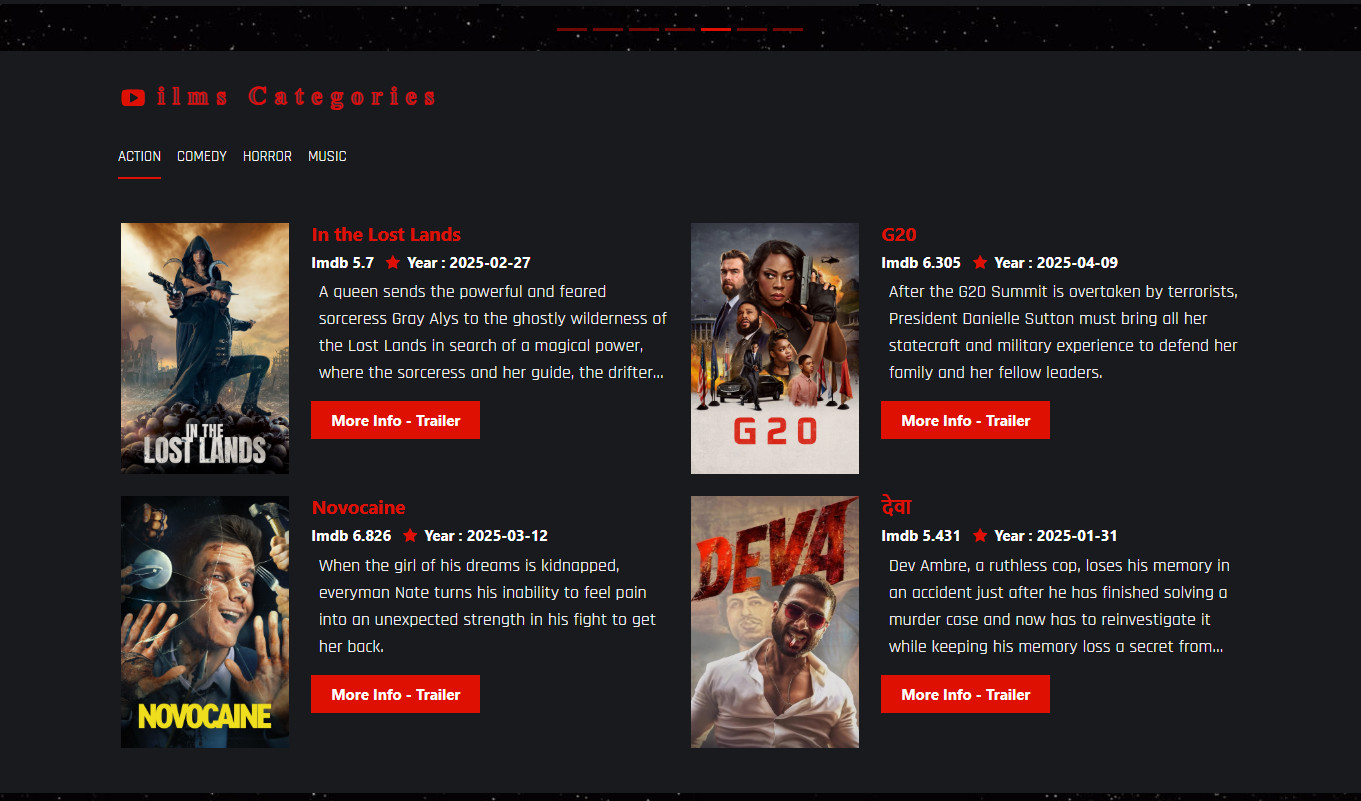 ilms Categories
ACTION COMEDY HORROR MUSIC
IN THE
LOST LANDS
In the Lost Lands
Imdb 5.7 Year : 2025-02-27
A queen sends the powerful and feared
sorceress Gray Alys to the ghostly wilderness of
the Lost Lands in search of a magical power,
where the sorceress and her guide, the drifter...
More Info - Trailer
G20
G20
Imdb 6.305 Year : 2025-04-09
After the G20 Summit is overtaken by terrorists,
President Danielle Sutton must bring all her
statecraft and military experience to defend her
family and her fellow leaders.
More Info - Trailer
NOVOCAINE
Novocaine
Imdb 6.826 Year : 2025-03-12
When the girl of his dreams is kidnapped,
everyman Nate turns his inability to feel pain
into an unexpected strength in his fight to get
her back.
More Info - Trailer
DEVA
देवा
Imdb 5.431 Year : 2025-01-31
Dev Ambre, a ruthless cop, loses his memory in
an accident just after he has finished solving a
murder case and now has to reinvestigate it
while keeping his memory loss a secret from...
More Info - Trailer